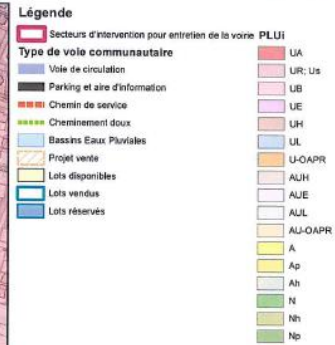 Légende
Secteurs d'intervention pour entretien de la voirie
Type de voie communautaire
Voie de circulation
Parking et aire d'information
Chemin de service
Cheminement doux
Bassins Eaux Pluviales
Projet vente
Lots disponibles
Lots vendus
Lots réservés
PLUi
UA
UR; Us
UB
UE
UH
UL
U-OAPR
AUH
AUE
AUL
AU-OAPR
A
Ap
Ah
N
Nh
Np